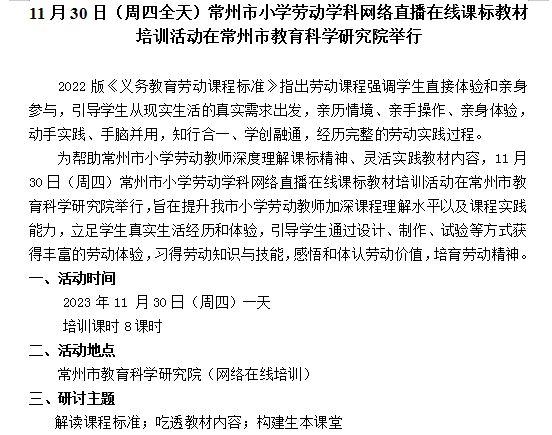 11 月 30 日（周四全天）常州市小学劳动学科网络直播在线课标教材
培训活动在常州市教育科学研究院举行
2022 版《义务教育劳动课程标准》指出劳动课程强调学生直接体验和亲身
参与，引导学生从现实生活的真实需求出发，亲历情境、亲手操作、亲身体验，
动手实践、手脑并用，知行合一、学创融通，经历完整的劳动实践过程。
为帮助常州市小学劳动教师深度理解课标精神、灵活实践教材内容，11 月
30 日（周四）常州市小学劳动学科网络直播在线课标教材培训活动在常州市教
育科学研究院举行，旨在提升我市小学劳动教师加深课程理解水平以及课程实践
能力，立足学生真实生活经历和体验，引导学生通过设计、制作、试验等方式获
得丰富的劳动体验，习得劳动知识与技能，感悟和体认劳动价值，培育劳动精神。
一、活动时间
2023 年 11 月 30 日（周四）一天
培训课时 8 课时
二、活动地点
常州市教育科学研究院（网络在线培训）
三、研讨主题
解读课程标准；吃透教材内容；构建生本课堂